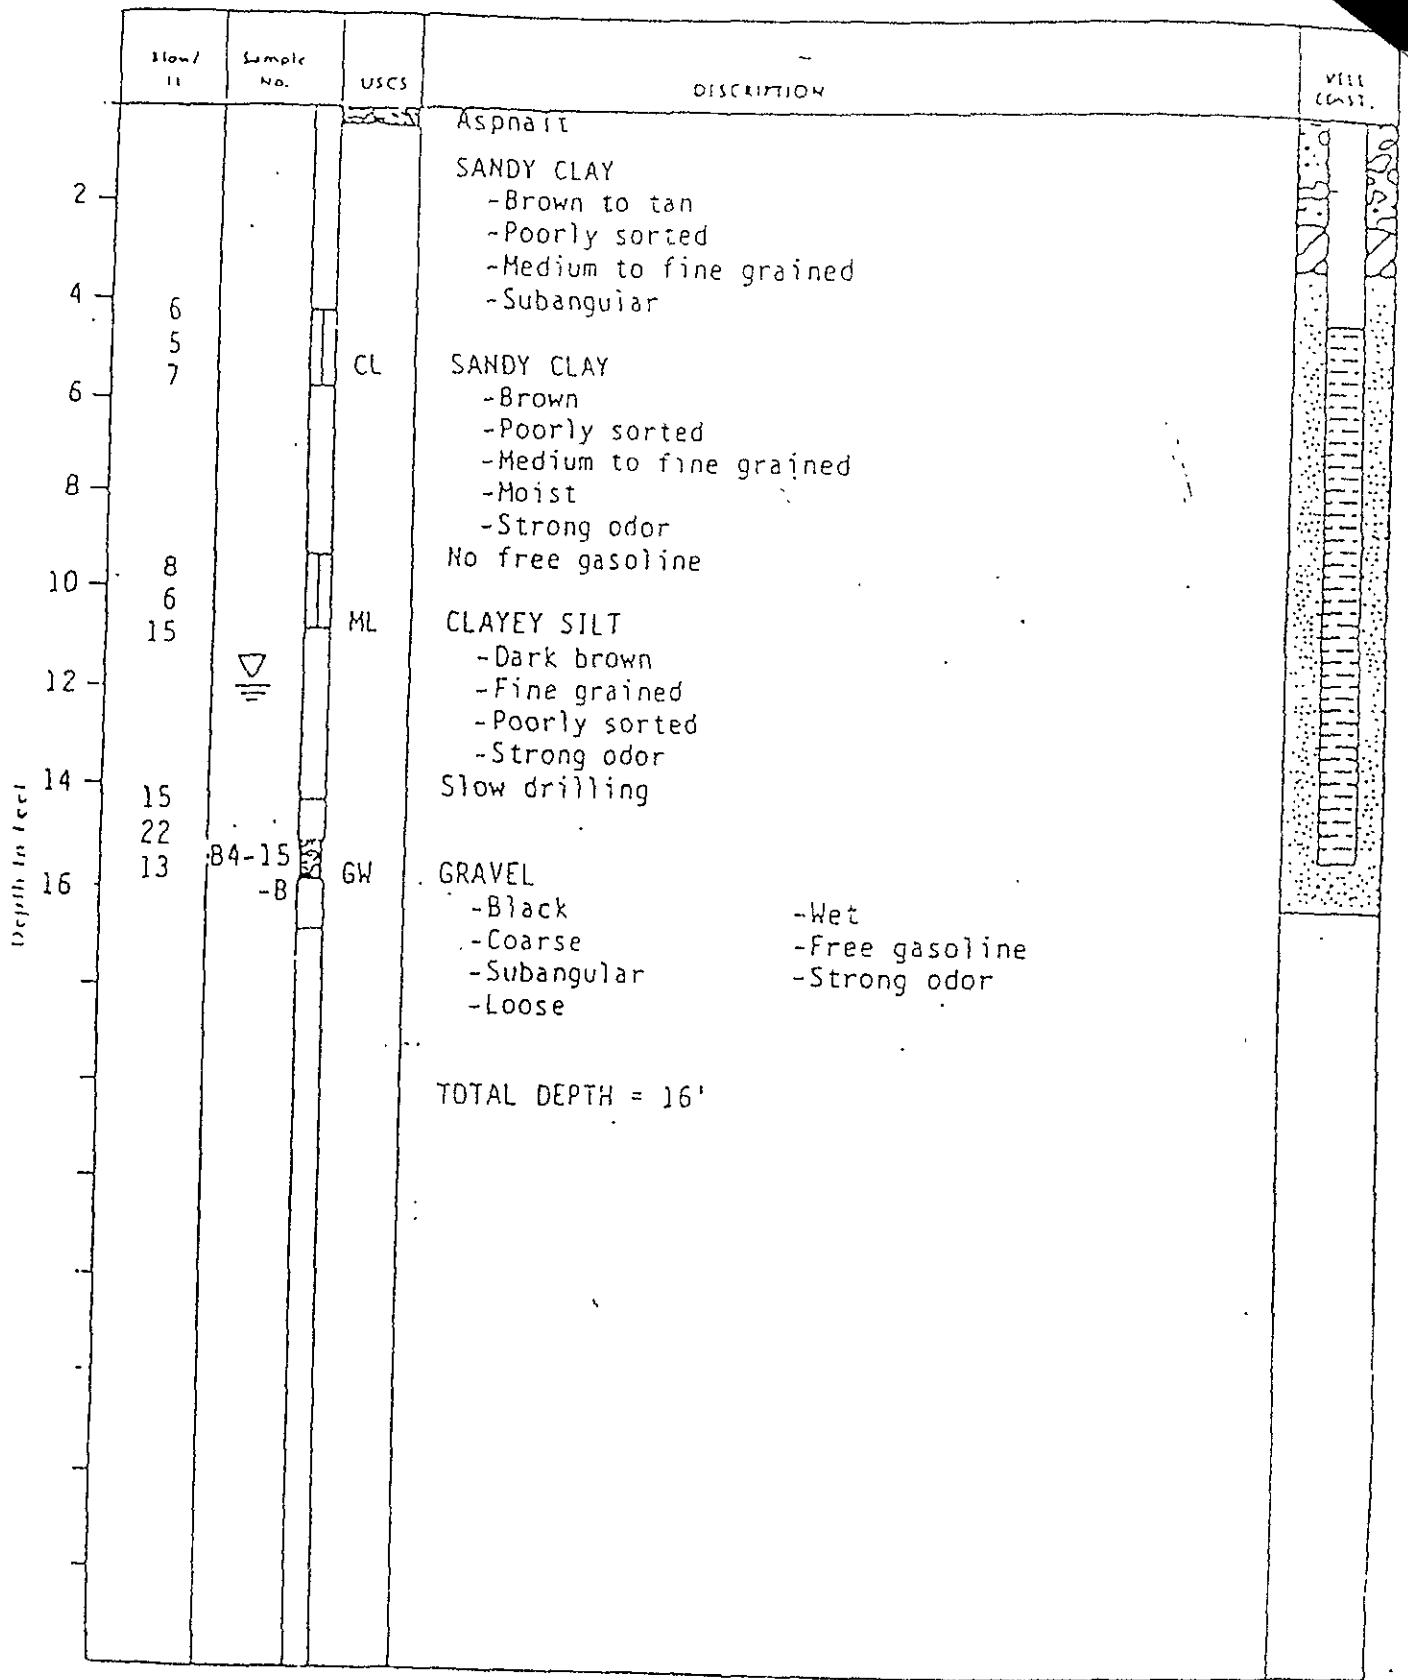 Blow/ Sample USCS DISCRIPTION WELL
ft No. CONST.
Asphalt
SANDY CLAY
2 -Brown to tan
-Poorly sorted
-Medium to fine grained
4 6 -Subangular
5
7 CL SANDY CLAY
6 -Brown
-Poorly sorted
-Medium to fine grained
8 -Moist
-Strong odor
8 No free gasoline
10 6
15 ML CLAYEY SILT
-Dark brown
12 -Fine grained
-Poorly sorted
-Strong odor
14 15 Slow drilling
22
13 B4-15 GW GRAVEL
16 -B
-Black -Wet
-Coarse -Free gasoline
-Subangular -Strong odor
-Loose
TOTAL DEPTH = 16'
Depth in feet